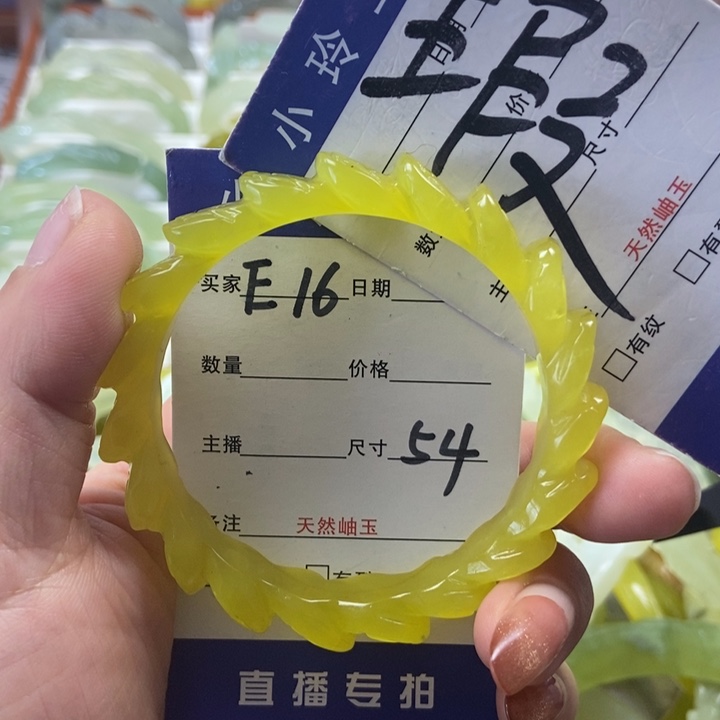 小玲
瑕
日期
价
尺寸
数
主
天然岫玉
有纹
买家 E16 日期
数量 价格
主播 尺寸 54
备注 天然岫玉
直播专拍